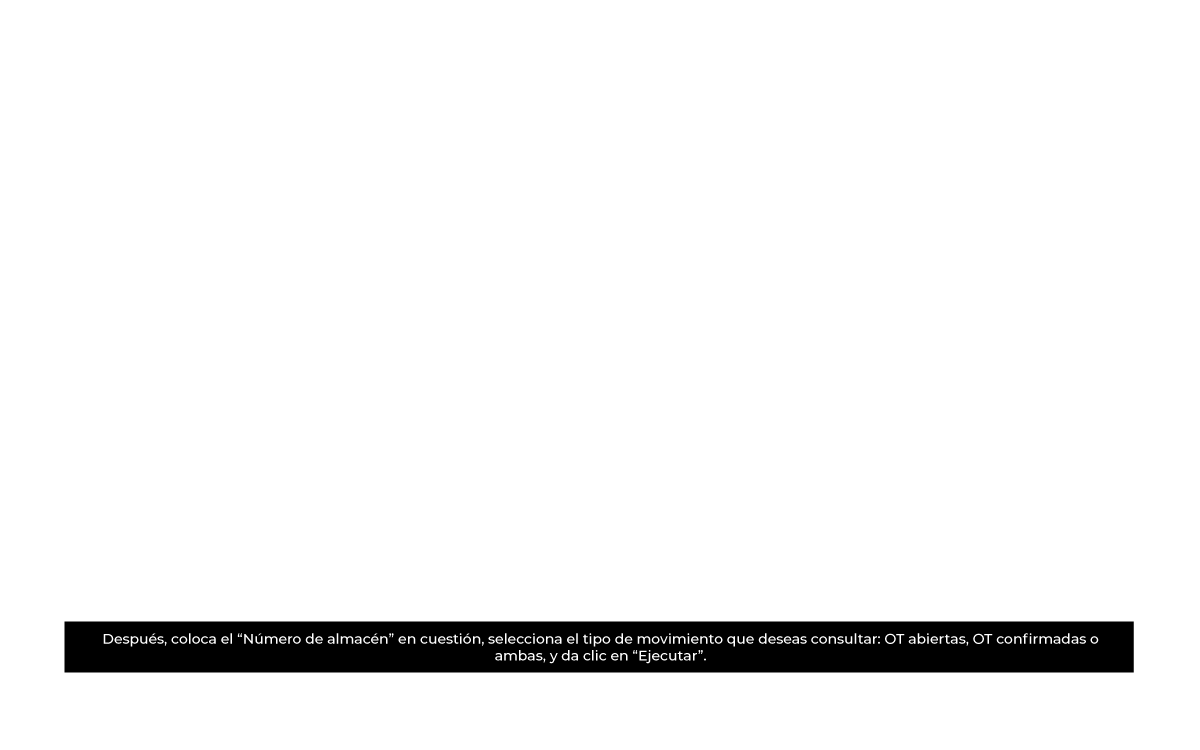 Después, coloca el “Número de almacén” en cuestión, selecciona el tipo de movimiento que deseas consultar: OT abiertas, OT confirmadas o
ambas, y da clic en “Ejecutar”.